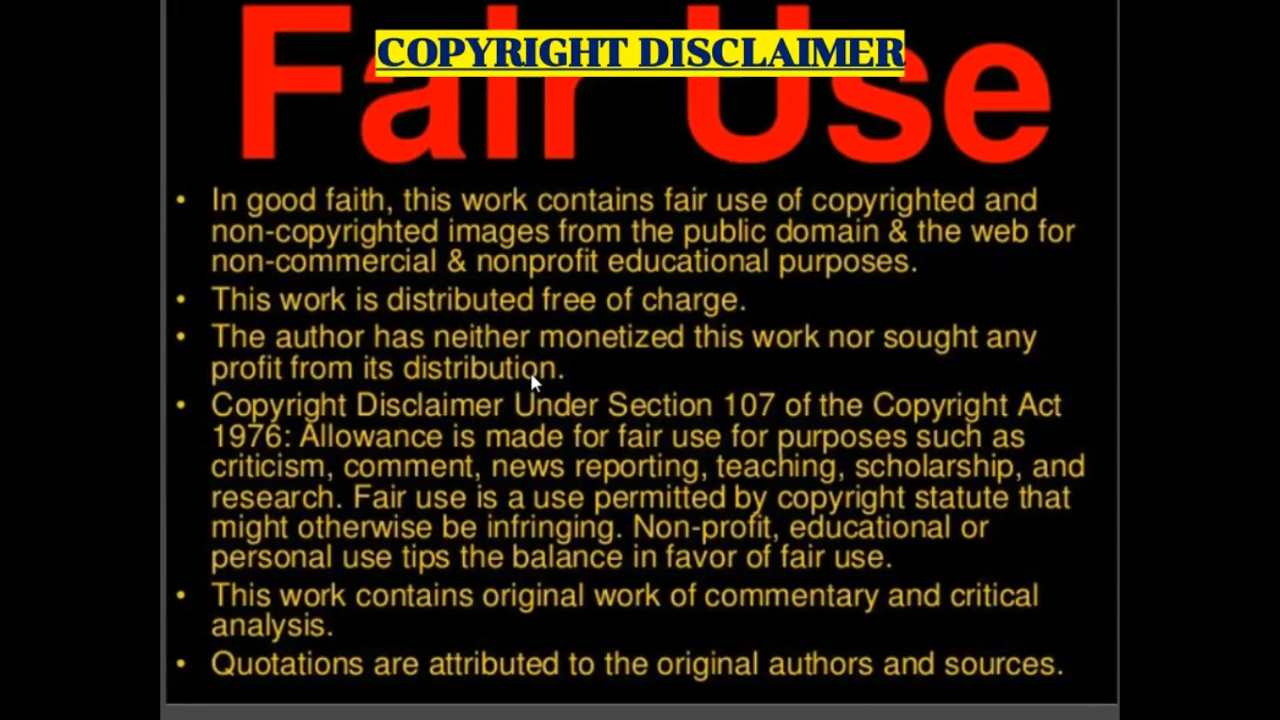 Fair Use
COPYRIGHT DISCLAIMER
• In good faith, this work contains fair use of copyrighted and
non-copyrighted images from the public domain & the web for
non-commercial & nonprofit educational purposes.
• This work is distributed free of charge.
• The author has neither monetized this work nor sought any
profit from its distribution.
• Copyright Disclaimer Under Section 107 of the Copyright Act
1976: Allowance is made for fair use for purposes such as
criticism, comment, news reporting, teaching, scholarship, and
research. Fair use is a use permitted by copyright statute that
might otherwise be infringing. Non-profit, educational or
personal use tips the balance in favor of fair use.
• This work contains original work of commentary and critical
analysis.
• Quotations are attributed to the original authors and sources.